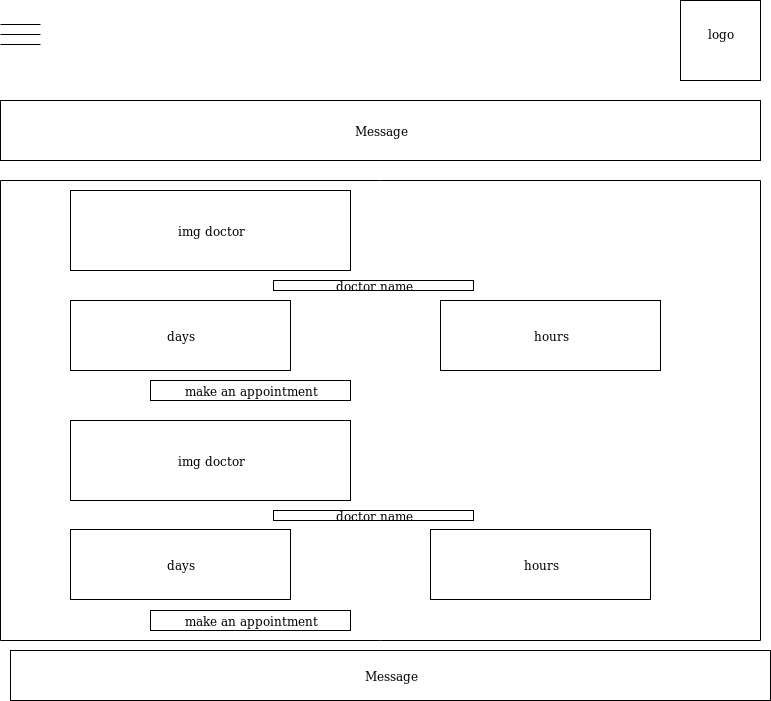 logo
Message
img doctor
doctor name
days
hours
make an appointment
img doctor
doctor name
days
hours
make an appointment
Message